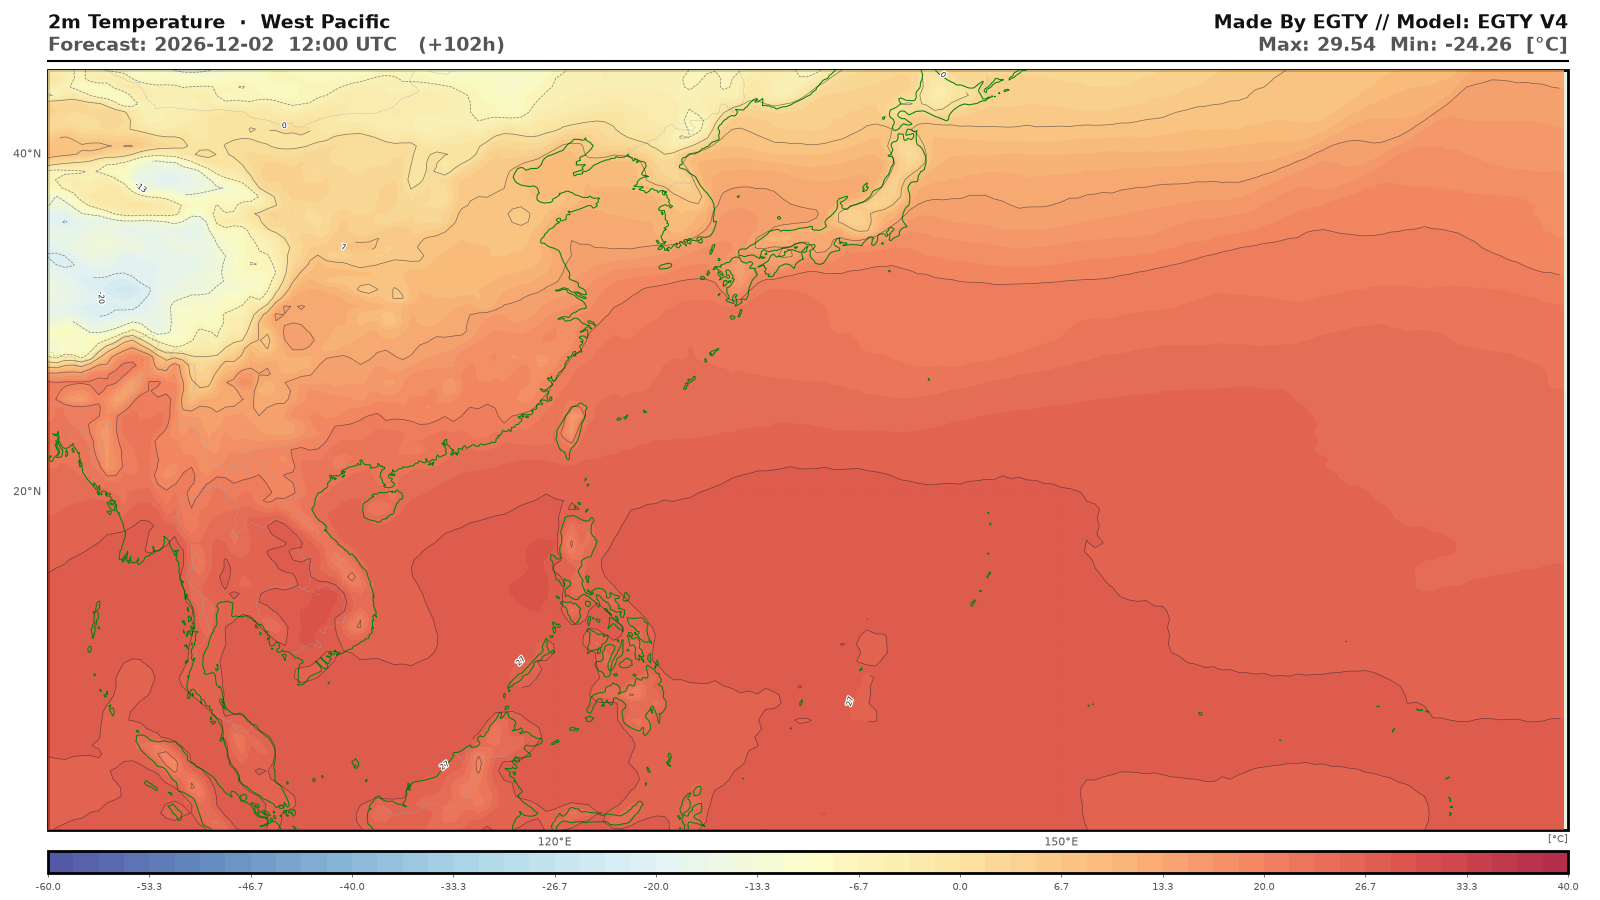 2m Temperature · West Pacific
Made By EGTY // Model: EGTY V4
Forecast: 2026-12-02 12:00 UTC (+102h)
Max: 29.54 Min: -24.26 [°C]
0
0
40°N
-13
7
-20
20°N
27
27
27
120°E
150°E
[°C]
-60.0 -53.3 -46.7 -40.0 -33.3 -26.7 -20.0 -13.3 -6.7 0.0 6.7 13.3 20.0 26.7 33.3 40.0